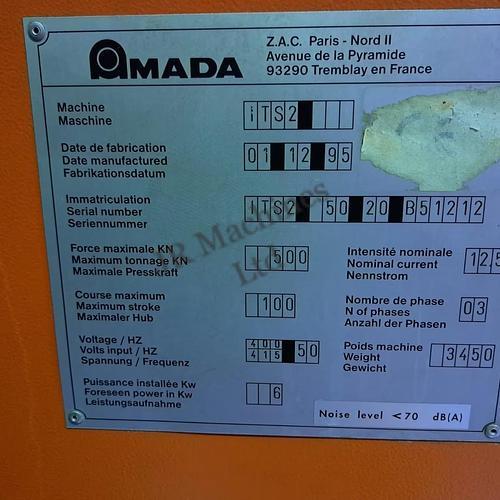 AMADA
Z.A.C. Paris - Nord II
Avenue de la Pyramide
93290 Tremblay en France
Machine
Maschine
iTS2
Date de fabrication
Date manufactured
Fabrikationsdatum
01 12 95
Immatriculation
Serial number
Seriennummer
ITS2 50 20 B51212
Force maximale KN
Maximum tonnage KN
Maximale Presskraft
500
Intensité nominale
Nominal current
Nennstrom
125
Course maximum
Maximum stroke
Maximaler Hub
100
Nombre de phase
N of phases
Anzahl der Phasen
03
Voltage / HZ
Volts input / HZ
Spannung / Frequenz
400
415 50
Poids machine
Weight
Gewicht
3450
Puissance installée Kw
Foreseen power in Kw
Leistungsaufnahme
6
Noise level <70 dB(A)
Machines
Ltd